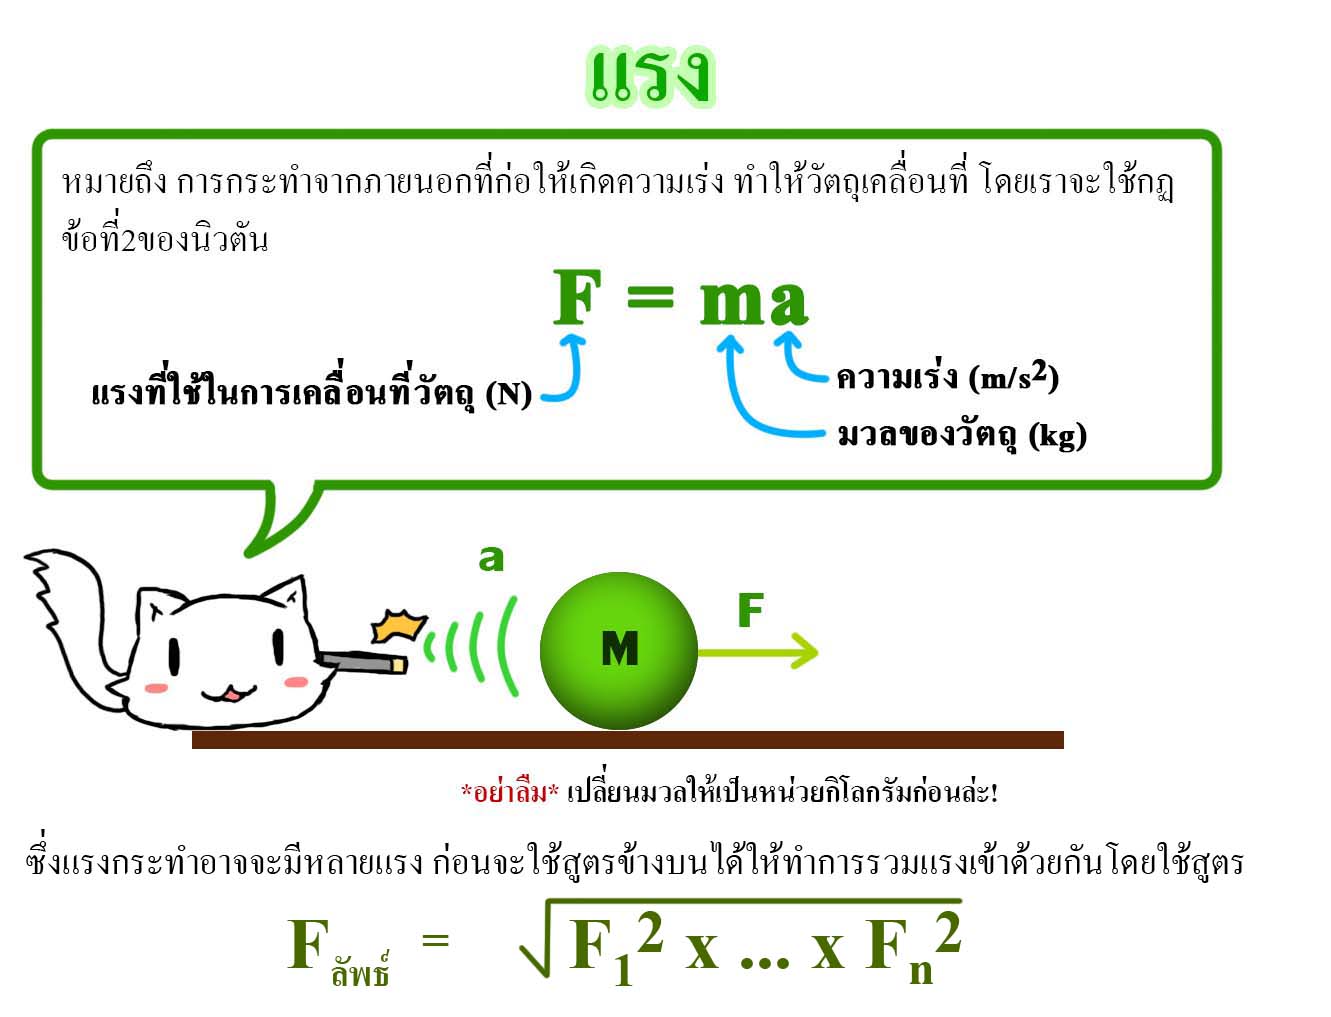 แรง
หมายถึง การกระทำจากภายนอกที่ก่อให้เกิดความเร่ง ทำให้วัตถุเคลื่อนที่ โดยเราจะใช้กฏ
ข้อที่2ของนิวตัน
F = ma
แรงที่ใช้ในการเคลื่อนที่วัตถุ (N)
ความเร่ง (m/s²)
มวลของวัตถุ (kg)
a
F
M
*อย่าลืม* เปลี่ยนมวลให้เป็นหน่วยกิโลกรัมก่อนล่ะ!
ซึ่งแรงกระทำอาจจะมีหลายแรง ก่อนจะใช้สูตรข้างบนได้ให้ทำการรวมแรงเข้าด้วยกันโดยใช้สูตร
Fลัพธ์ = √F₁² x ... x Fₙ²